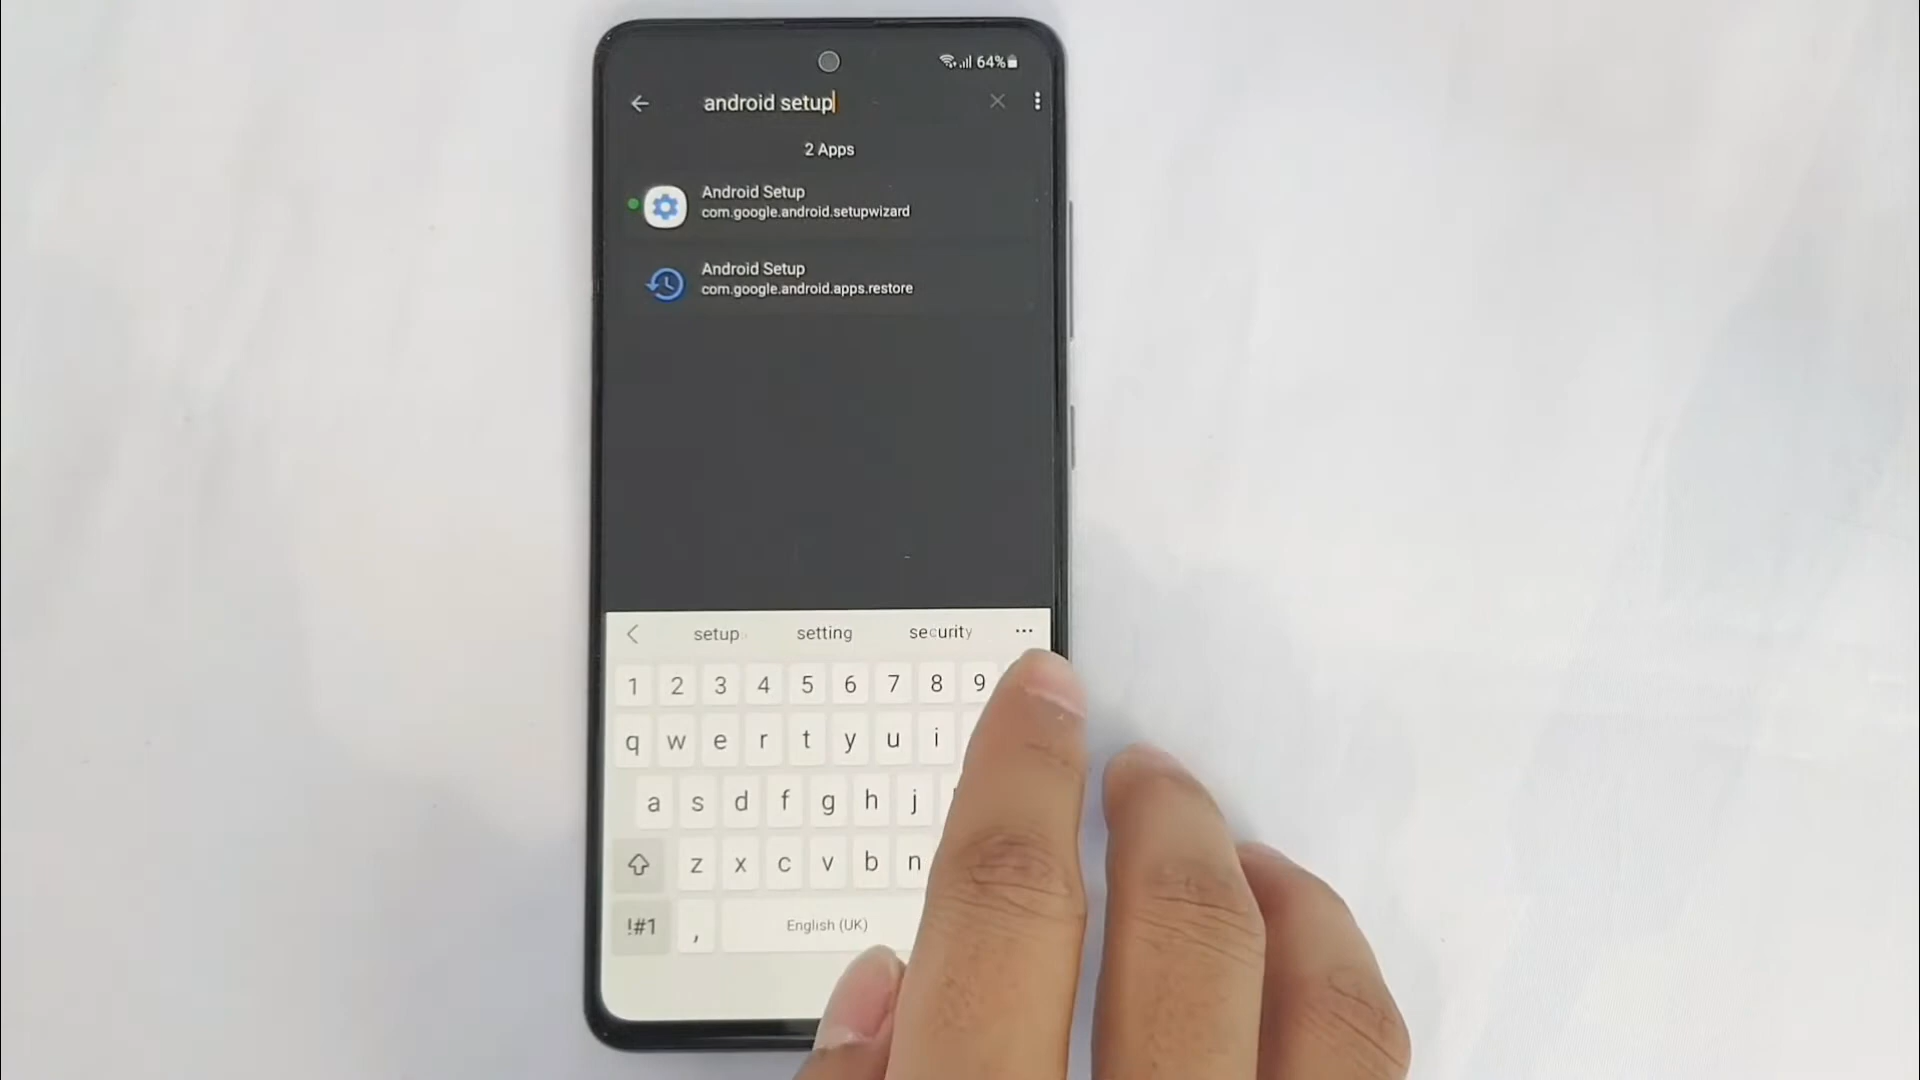 64%
android setup
2 Apps
Android Setup
com.google.android.setupwizard
Android Setup
com.google.android.apps.restore
setup setting security
1 2 3 4 5 6 7 8 9
q w e r t y u i
a s d f g h j
z x c v b n
!#1 , English (UK)